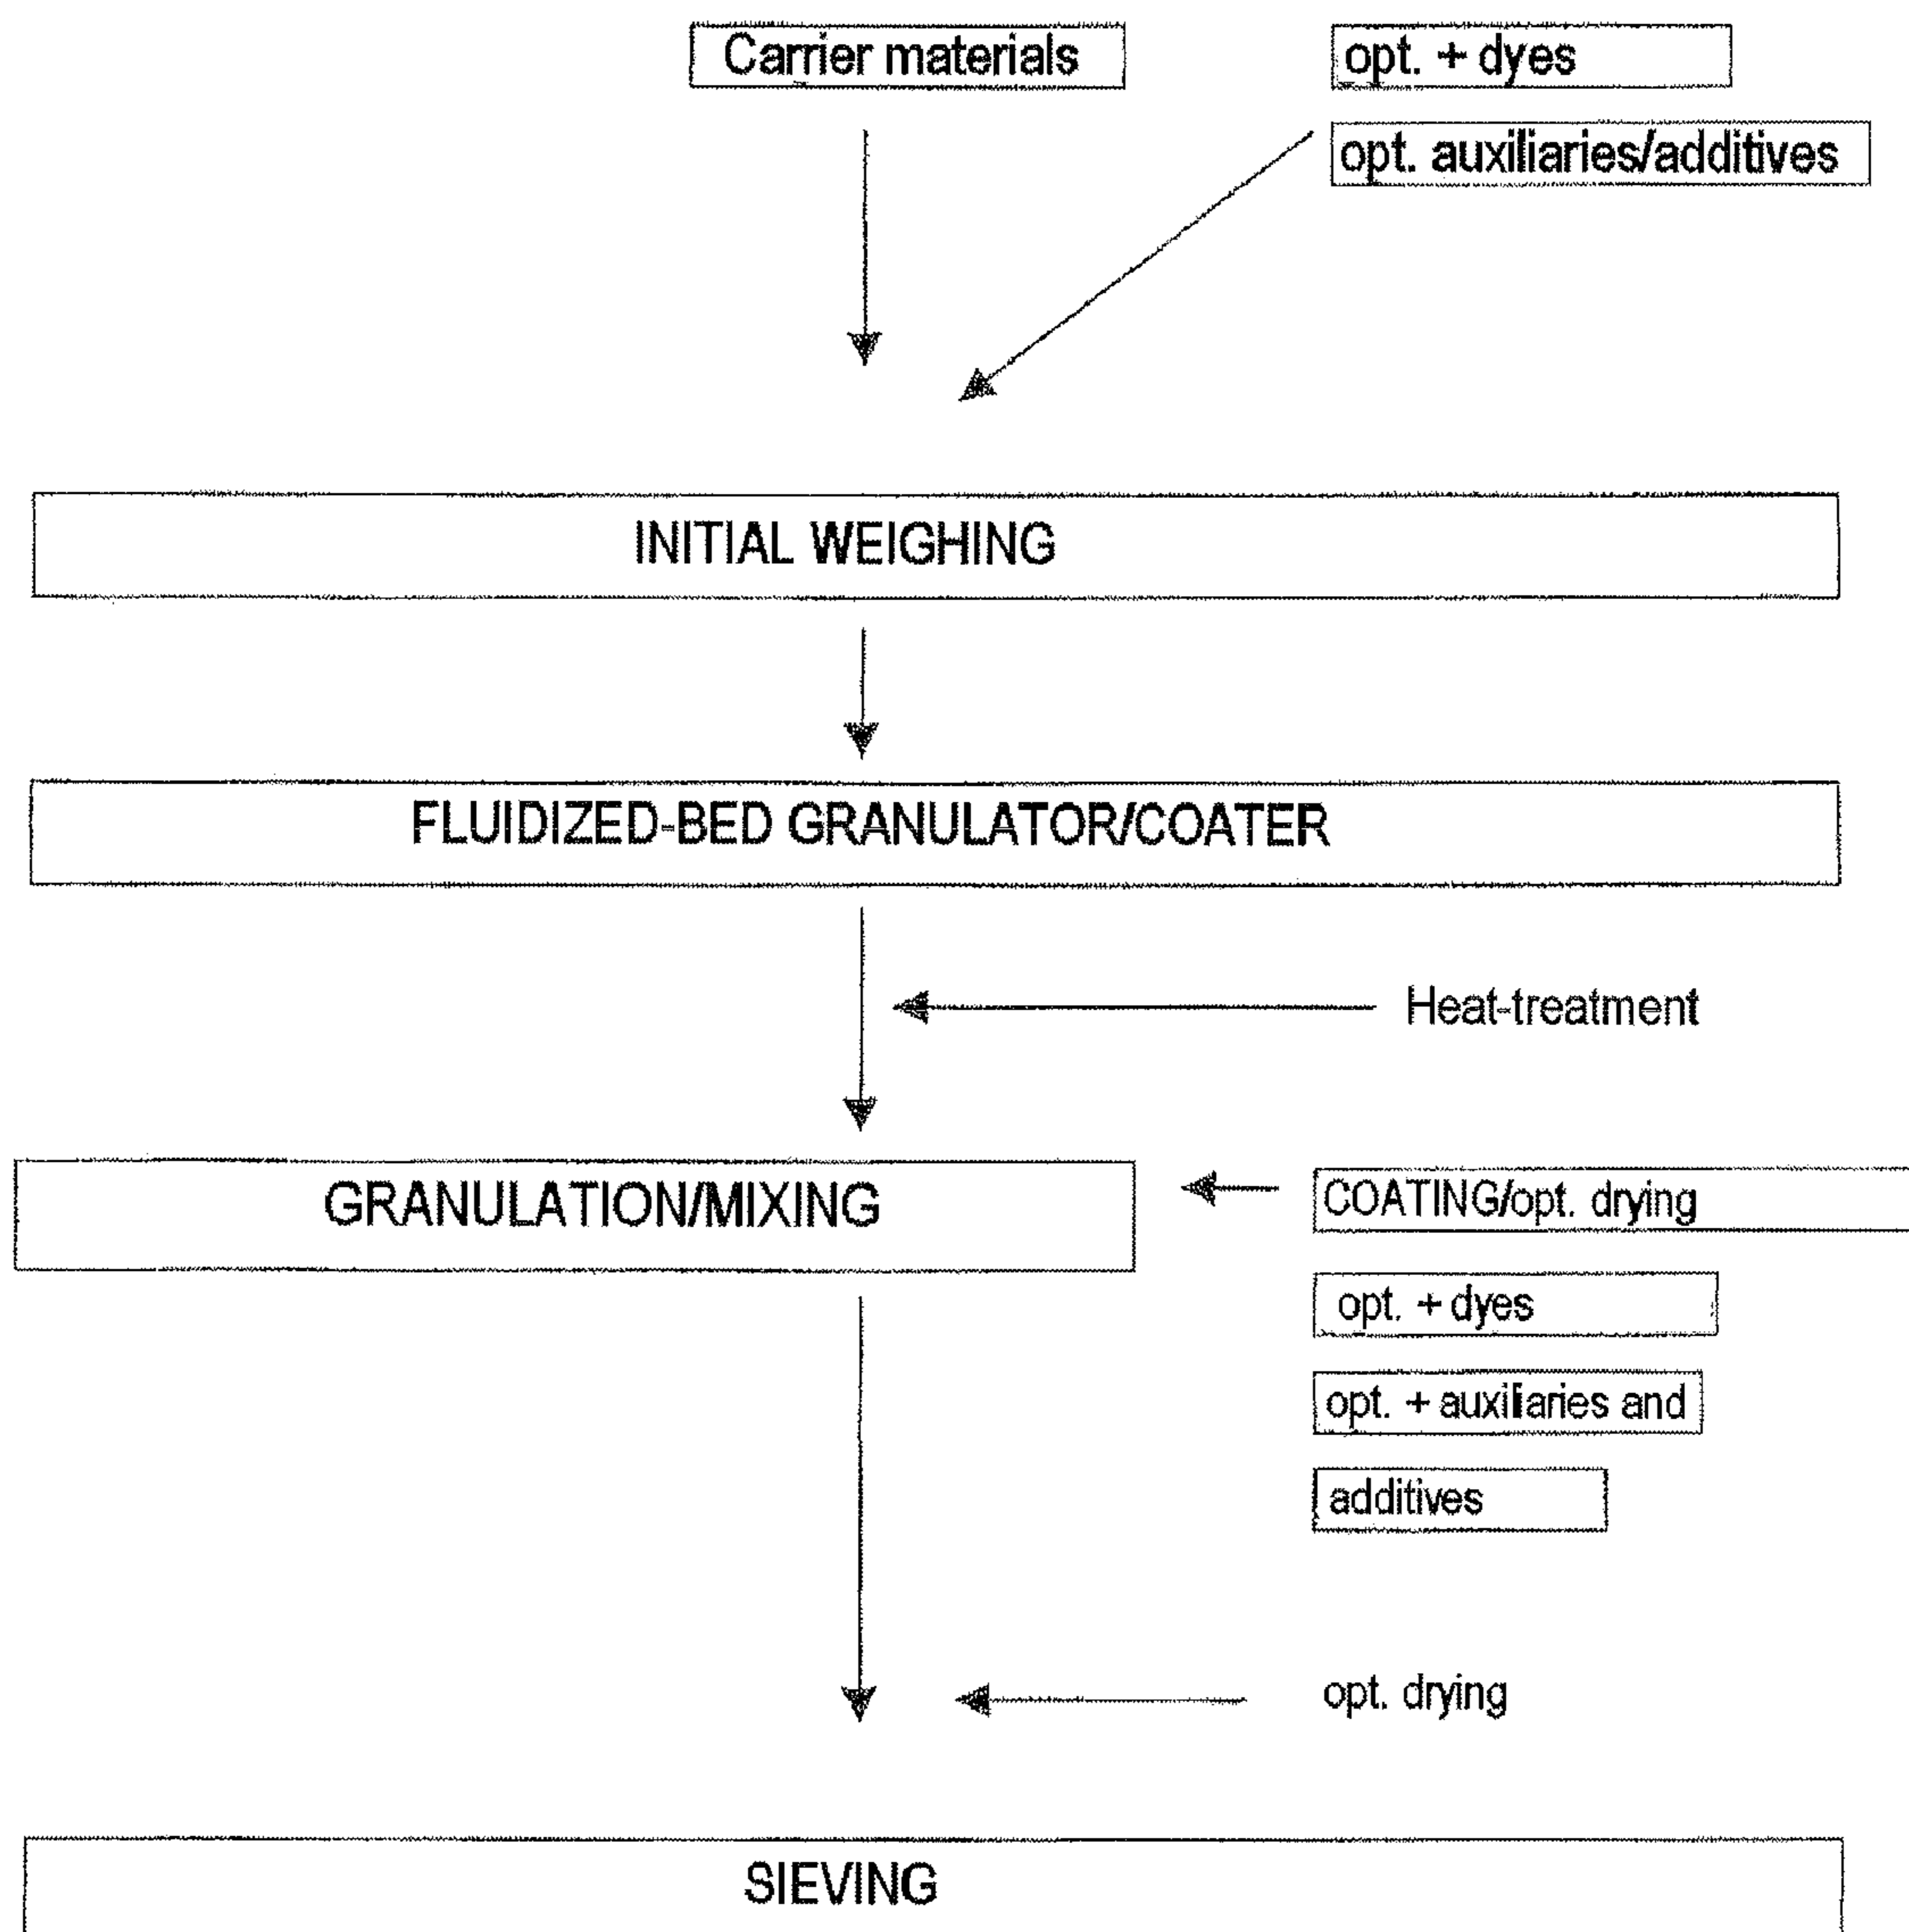 Carrier materials
opt. + dyes
opt. auxiliaries/additives
INITIAL WEIGHING
FLUIDIZED-BED GRANULATOR/COATER
Heat-treatment
GRANULATION/MIXING
COATING/opt. drying
opt. + dyes
opt. + auxiliaries and
additives
opt. drying
SIEVING